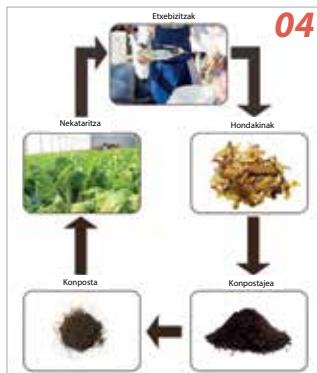 04
Etxebizitzak
Hondakinak
Konpostajea
Konposta
Nekataritza